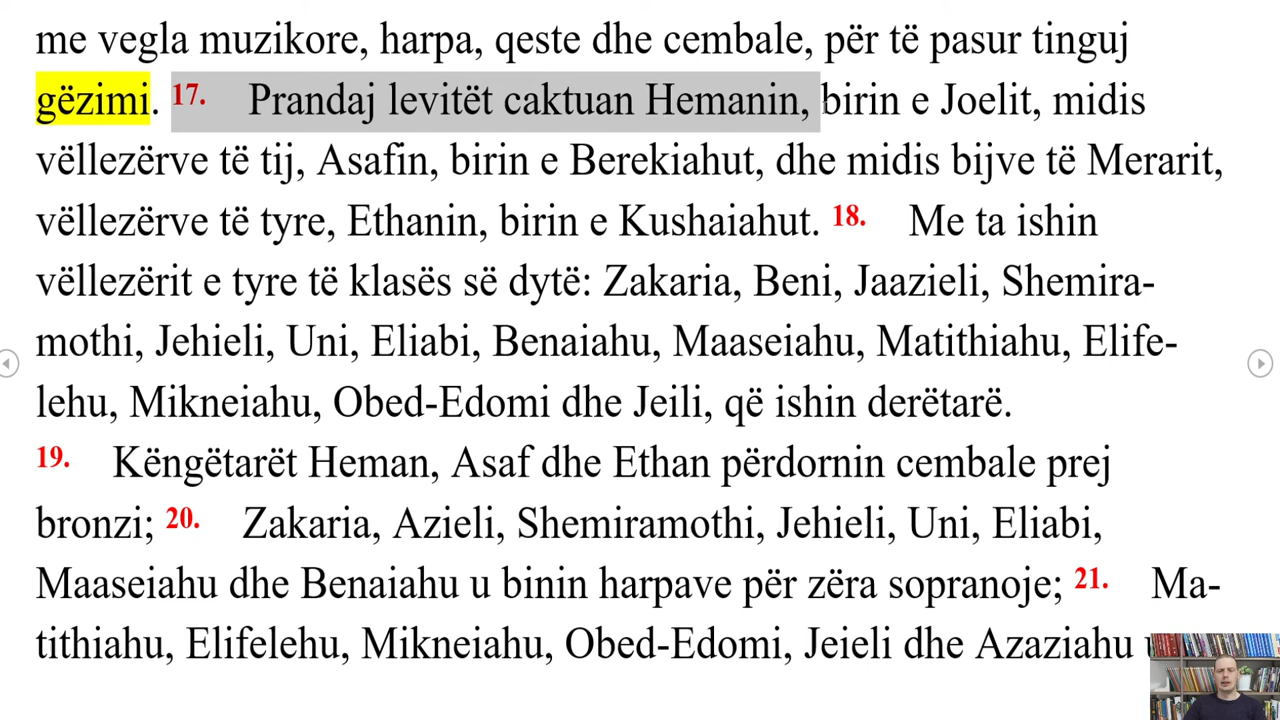 me vegla muzikore, harpa, qeste dhe cembale, për të pasur tinguj
gëzimi. 17. Prandaj levitët caktuan Hemanin, birin e Joelit, midis
vëllezërve të tij, Asafin, birin e Berekiahut, dhe midis bijve të Merarit,
vëllezërve të tyre, Ethanin, birin e Kushaiahut. 18. Me ta ishin
vëllezërit e tyre të klasës së dytë: Zakaria, Beni, Jaazieli, Shemira-
mothi, Jehieli, Uni, Eliabi, Benaiahu, Maaseiahu, Matithiahu, Elife-
lehu, Mikneiahu, Obed-Edomi dhe Jeili, që ishin derëtarë.
19. Këngëtarët Heman, Asaf dhe Ethan përdornin cembale prej
bronzi; 20. Zakaria, Azieli, Shemiramothi, Jehieli, Uni, Eliabi,
Maaseiahu dhe Benaiahu u binin harpave për zëra sopranoje; 21. Ma-
tithiahu, Elifelehu, Mikneiahu, Obed-Edomi, Jeieli dhe Azaziahu